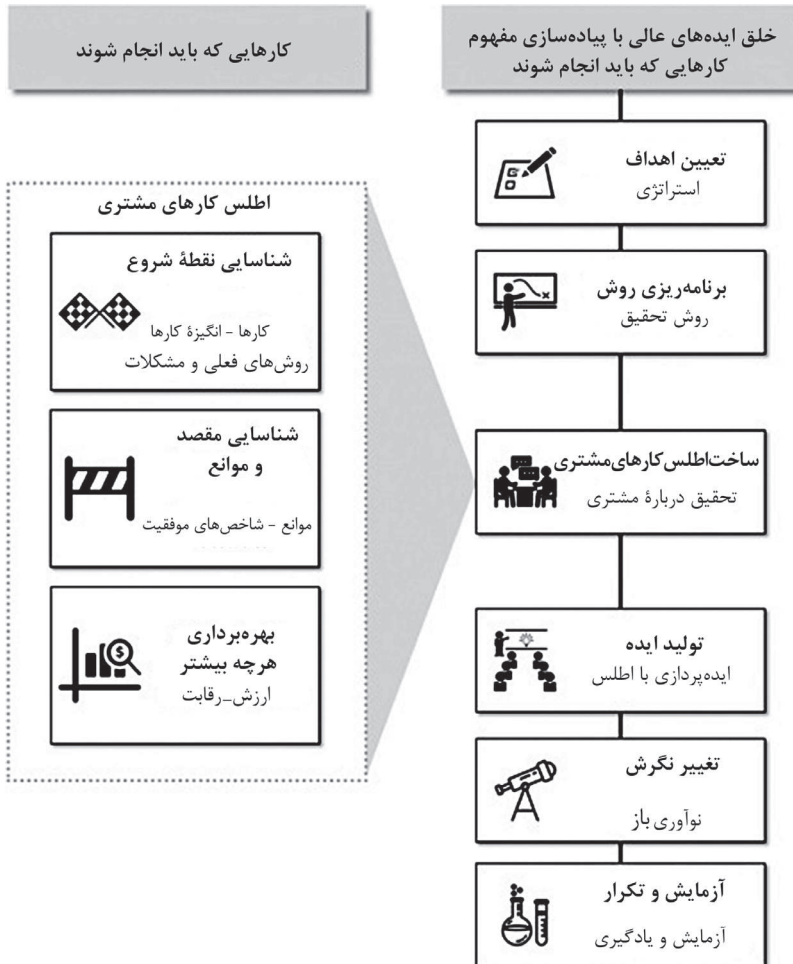 خلق ایده‌های عالی با پیاده‌سازی مفهوم
کارهایی که باید انجام شوند
تعیین اهداف
استراتژی
برنامه‌ریزی روش
روش تحقیق
ساخت اطلس کارهای مشتری
تحقیق دربارهٔ مشتری
تولید ایده
ایده‌پردازی با اطلس
تغییر نگرش
نوآوری باز
آزمایش و تکرار
آزمایش و یادگیری
کارهایی که باید انجام شوند
اطلس کارهای مشتری
شناسایی نقطهٔ شروع
کارها - انگیزهٔ کارها
روش‌های فعلی و مشکلات
شناسایی مقصد
و موانع
موانع - شاخص‌های موفقیت
بهره‌برداری
هرچه بیشتر
ارزش_رقابت